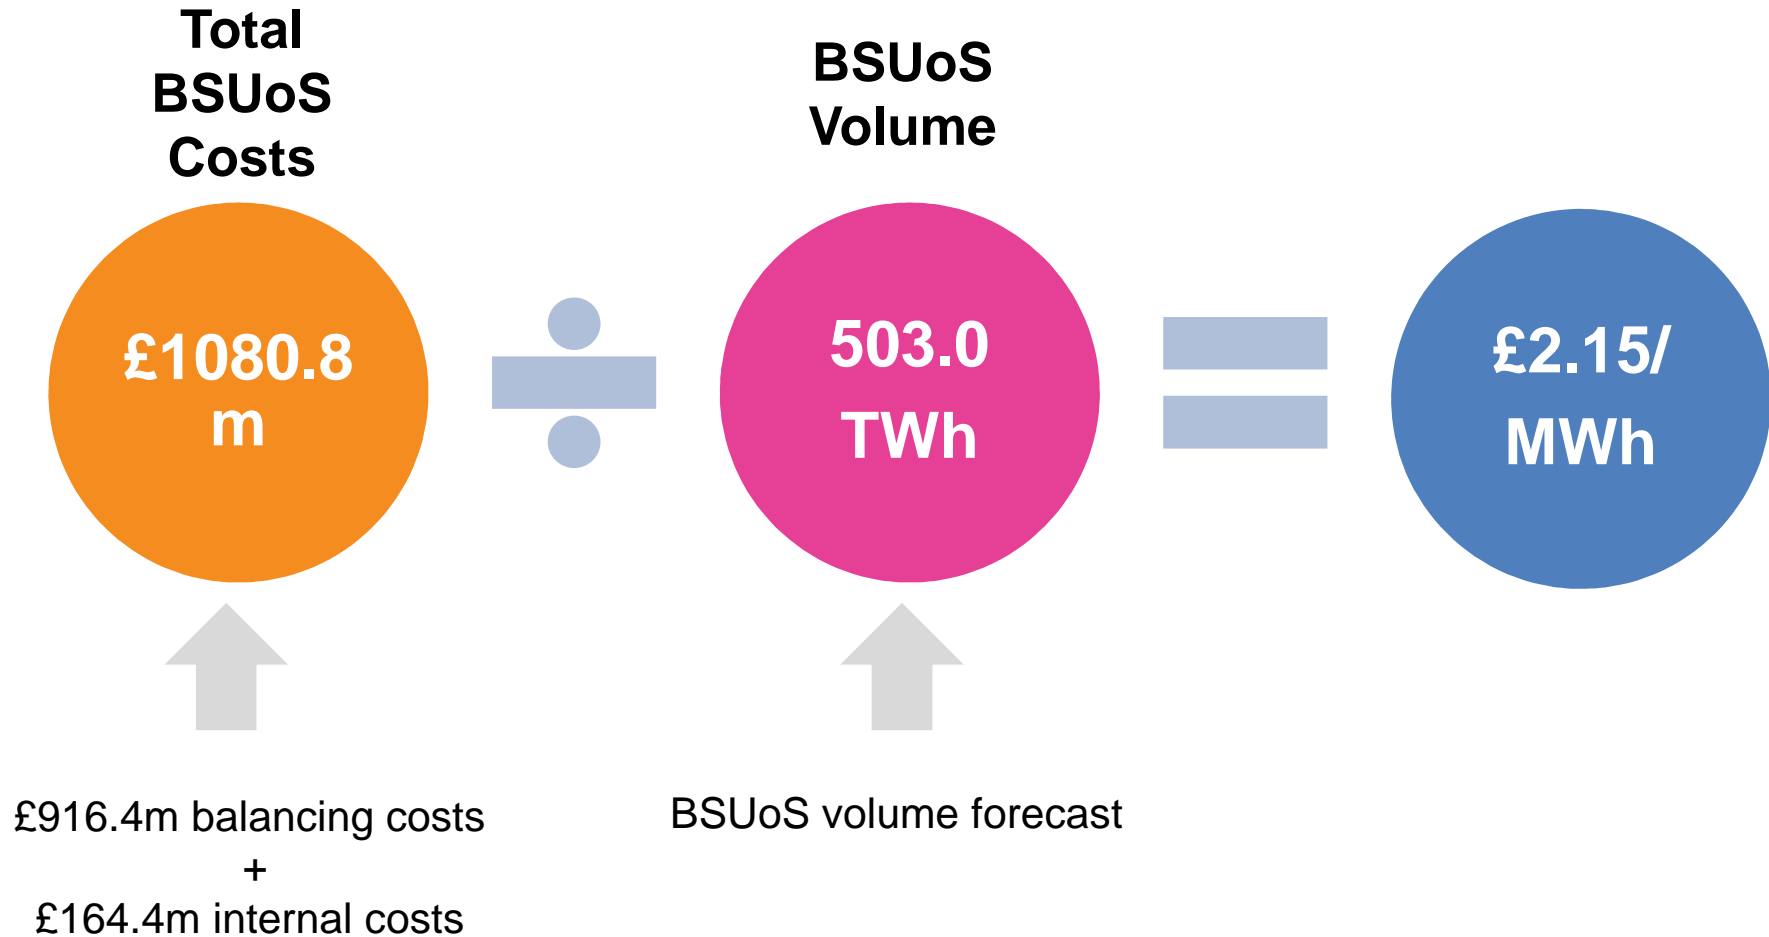 Total
BSUoS
Costs
BSUoS
Volume
£1080.8
m
503.0
TWh
£2.15/
MWh
£916.4m balancing costs
+
£164.4m internal costs
BSUoS volume forecast